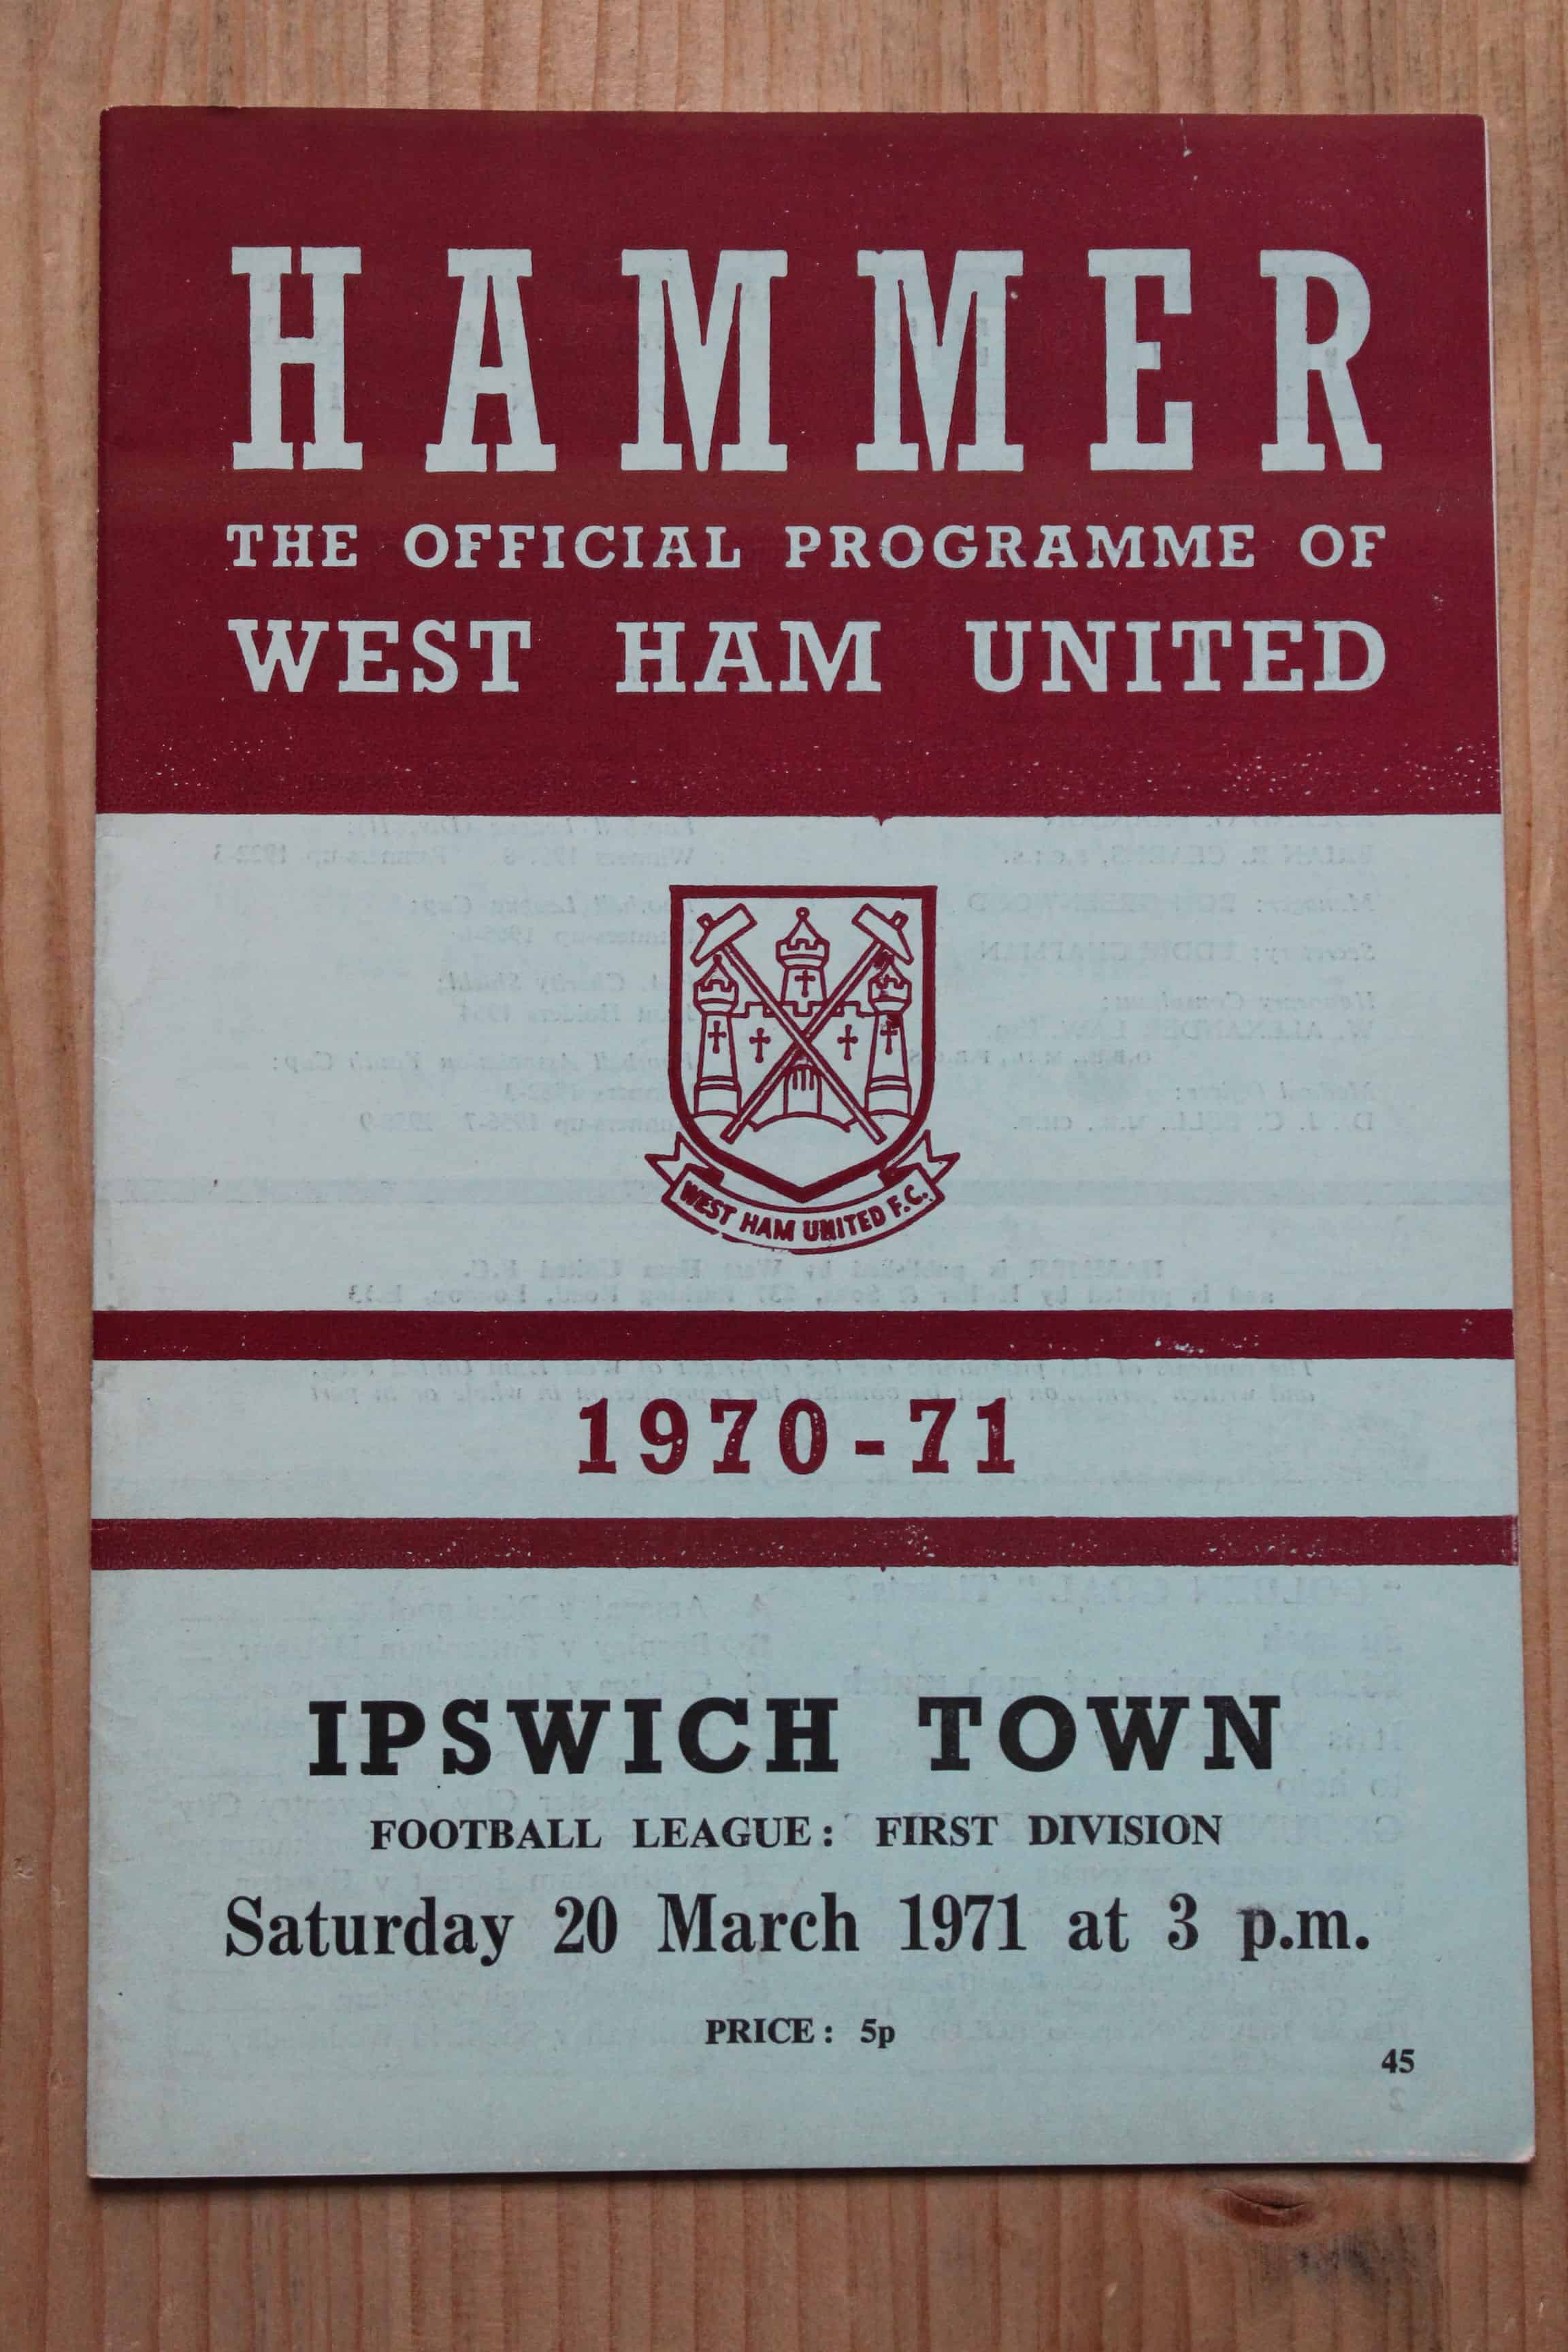 HAMMER
THE OFFICIAL PROGRAMME OF
WEST HAM UNITED
WEST HAM UNITED F.C.
1970-71
IPSWICH TOWN
FOOTBALL LEAGUE: FIRST DIVISION
Saturday 20 March 1971 at 3 p.m.
PRICE: 5p
45